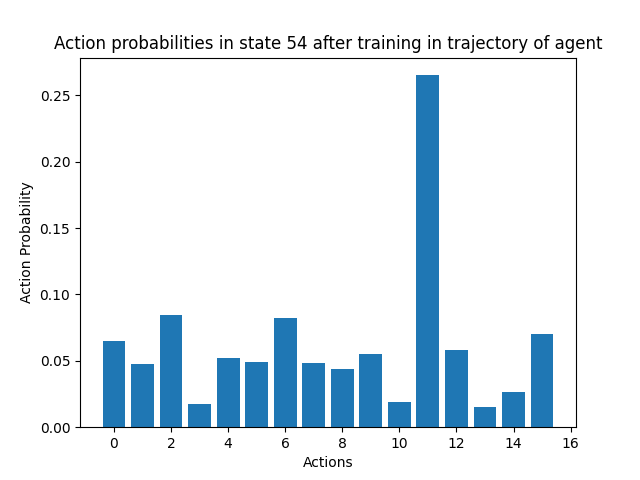 Action probabilities in state 54 after training in trajectory of agent
0.25
0.20
0.15
0.10
0.05
0.00
Action Probability
0 2 4 6 8 10 12 14 16
Actions